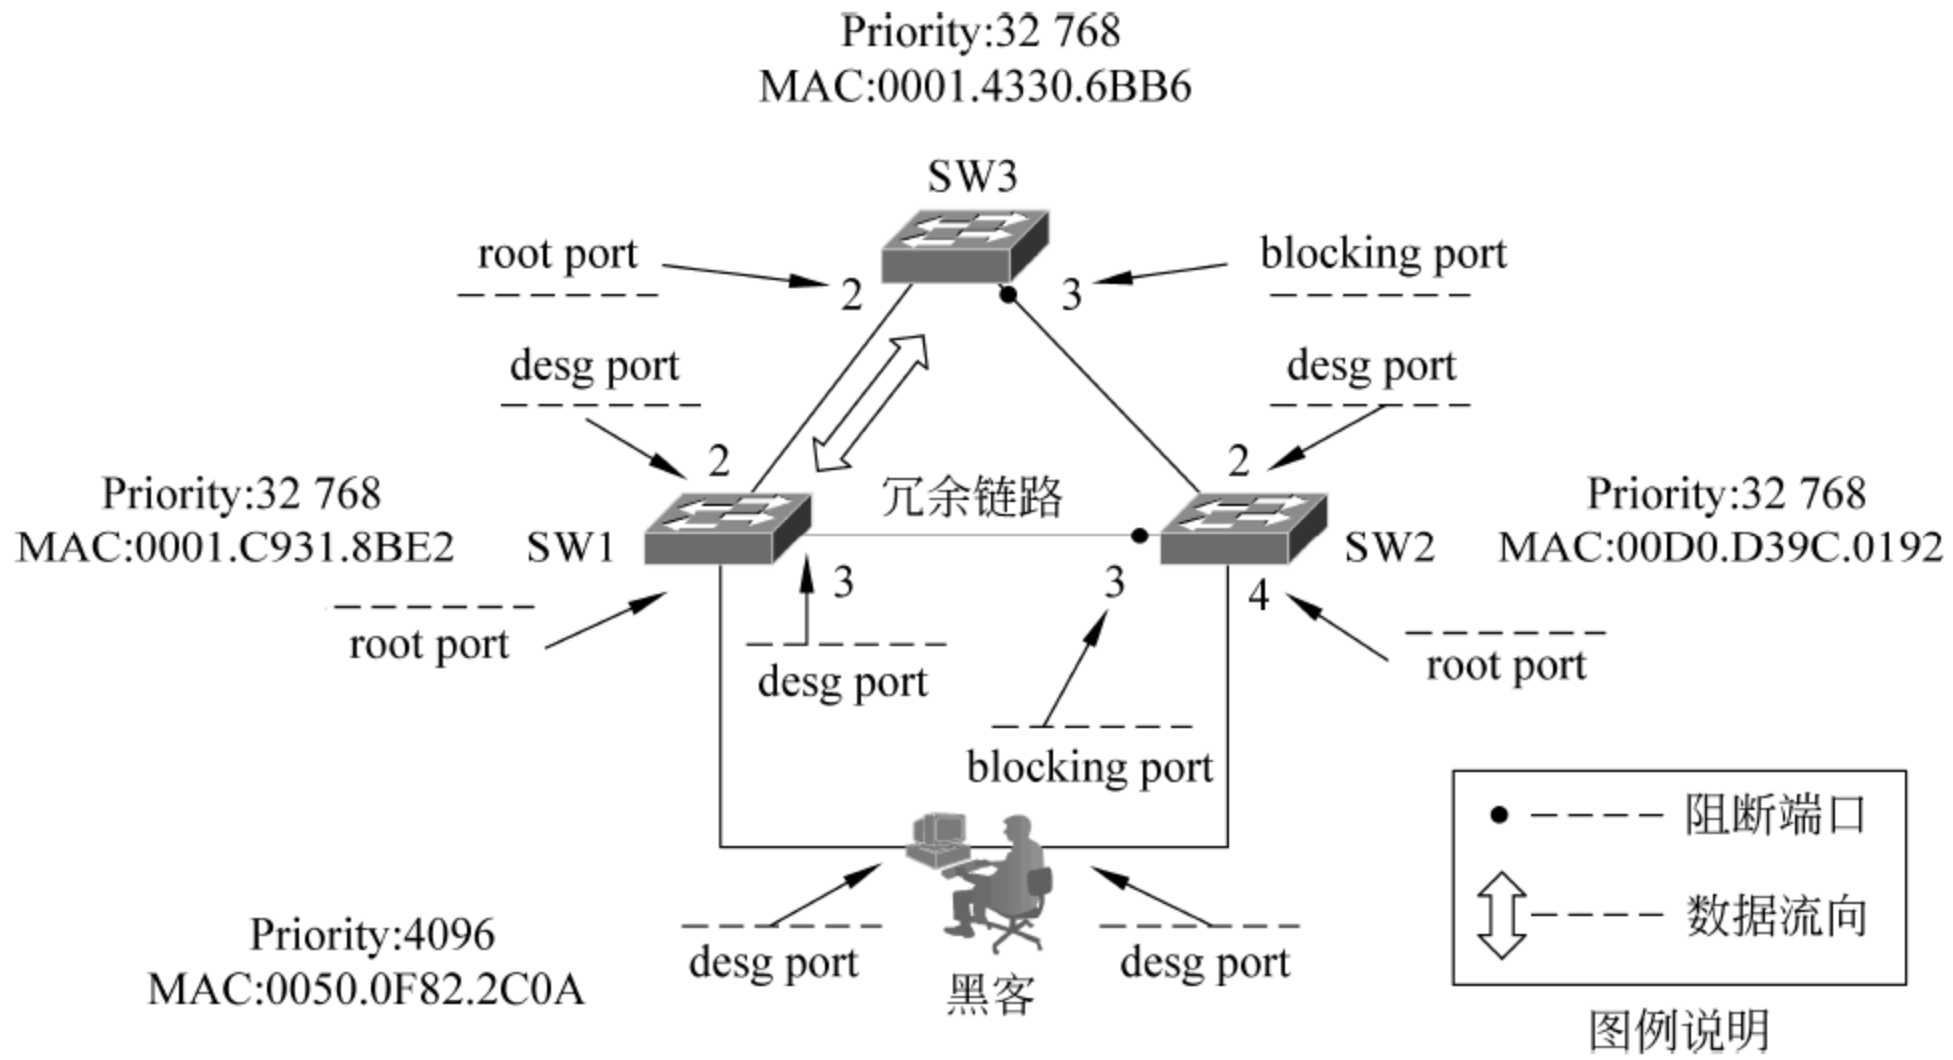 Priority:32 768
MAC:0001.4330.6BB6
SW3
root port
blocking port
2
3
desg port
desg port
2
2
冗余链路
Priority:32 768
MAC:0001.C931.8BE2
SW1
SW2
Priority:32 768
MAC:00D0.D39C.0192
3
3
4
root port
desg port
root port
blocking port
阻断端口
数据流向
Priority:4096
MAC:0050.0F82.2C0A
desg port
desg port
黑客
图例说明